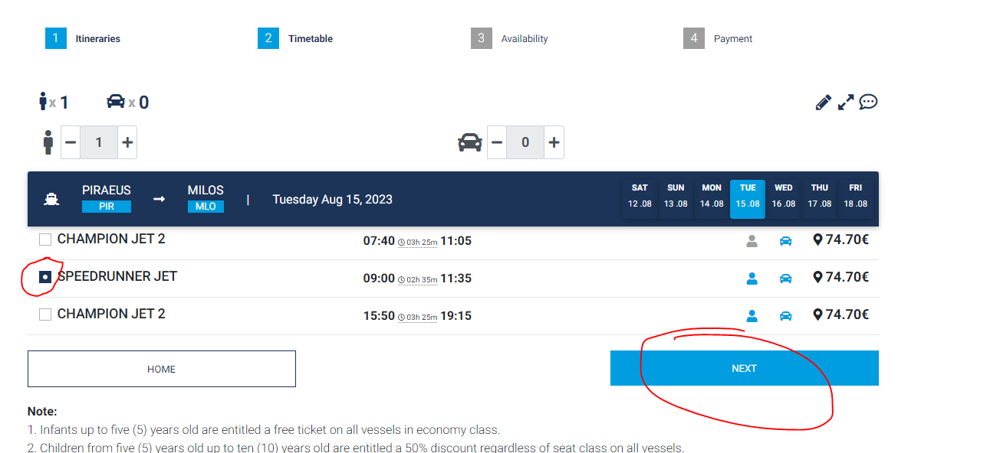 1 Itineraries 2 Timetable 3 Availability 4 Payment
x 1 x 0
− 1 + − 0 +
PIRAEUS MILOS | Tuesday Aug 15, 2023 SAT SUN MON TUE WED THU FRI
PIR MLO 12 .08 13 .08 14 .08 15 .08 16 .08 17 .08 18 .08
CHAMPION JET 2 07:40 03h 25m 11:05 74.70€
SPEEDRUNNER JET 09:00 02h 35m 11:35 74.70€
CHAMPION JET 2 15:50 03h 25m 19:15 74.70€
HOME NEXT
Note:
1. Infants up to five (5) years old are entitled a free ticket on all vessels in economy class.
2. Children from five (5) years old up to ten (10) years old are entitled a 50% discount regardless of seat class on all vessels.